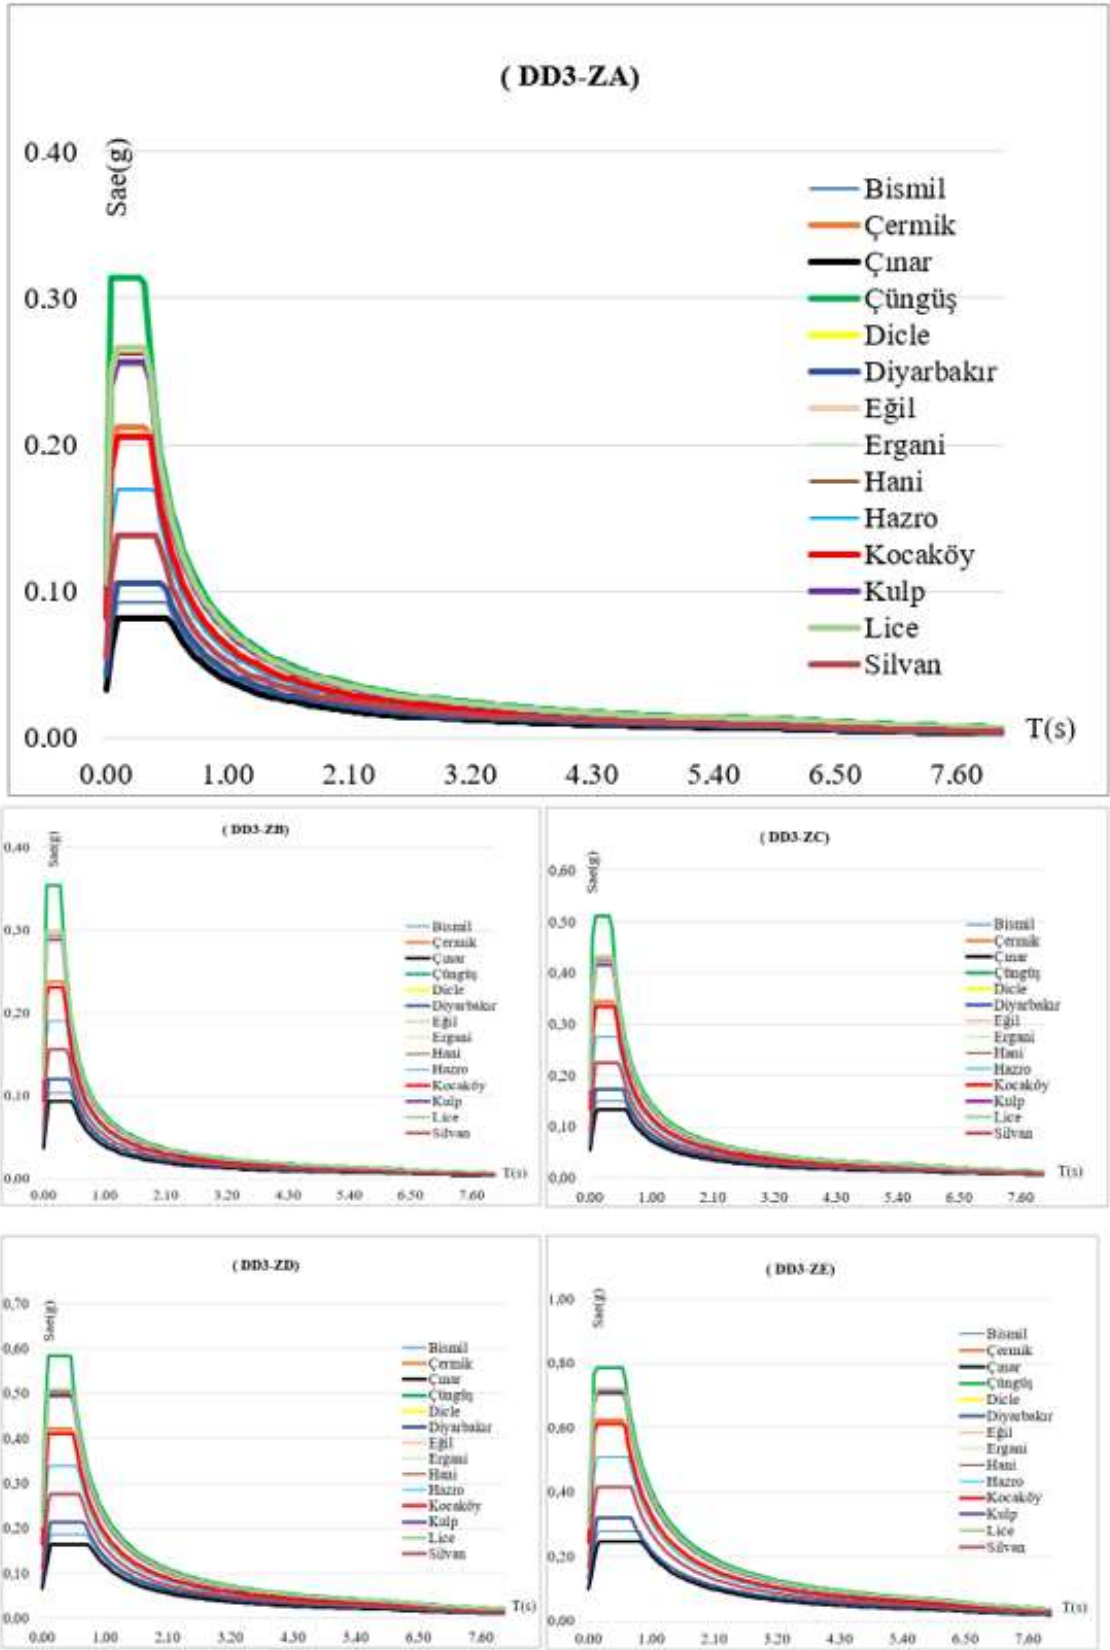 ( DD3-ZA)
Sae(g)
0.40
0.30
0.20
0.10
0.00
0.00 1.00 2.10 3.20 4.30 5.40 6.50 7.60
T(s)
Bismil
Çermik
Çınar
Çüngüş
Dicle
Diyarbakır
Eğil
Ergani
Hani
Hazro
Kocaköy
Kulp
Lice
Silvan
( DD3-ZB)
Sae(g)
0,40
0,30
0,20
0,10
0,00
0.00 1.00 2.10 3.20 4.30 5.40 6.50 7.60
T(s)
Bismil
Çermik
Çınar
Çüngüş
Dicle
Diyarbakır
Eğil
Ergani
Hani
Hazro
Kocaköy
Kulp
Lice
Silvan
( DD3-ZC)
Sae(g)
0,60
0,50
0,40
0,30
0,20
0,10
0,00
0.00 1.00 2.10 3.20 4.30 5.40 6.50 7.60
T(s)
Bismil
Çermik
Çınar
Çüngüş
Dicle
Diyarbakır
Eğil
Ergani
Hani
Hazro
Kocaköy
Kulp
Lice
Silvan
( DD3-ZD)
Sae(g)
0,70
0,60
0,50
0,40
0,30
0,20
0,10
0,00
0.00 1.00 2.10 3.20 4.30 5.40 6.50 7.60
T(s)
Bismil
Çermik
Çınar
Çüngüş
Dicle
Diyarbakır
Eğil
Ergani
Hani
Hazro
Kocaköy
Kulp
Lice
Silvan
( DD3-ZE)
Sae(g)
1,00
0,80
0,60
0,40
0,20
0,00
0.00 1.00 2.10 3.20 4.30 5.40 6.50 7.60
T(s)
Bismil
Çermik
Çınar
Çüngüş
Dicle
Diyarbakır
Eğil
Ergani
Hani
Hazro
Kocaköy
Kulp
Lice
Silvan